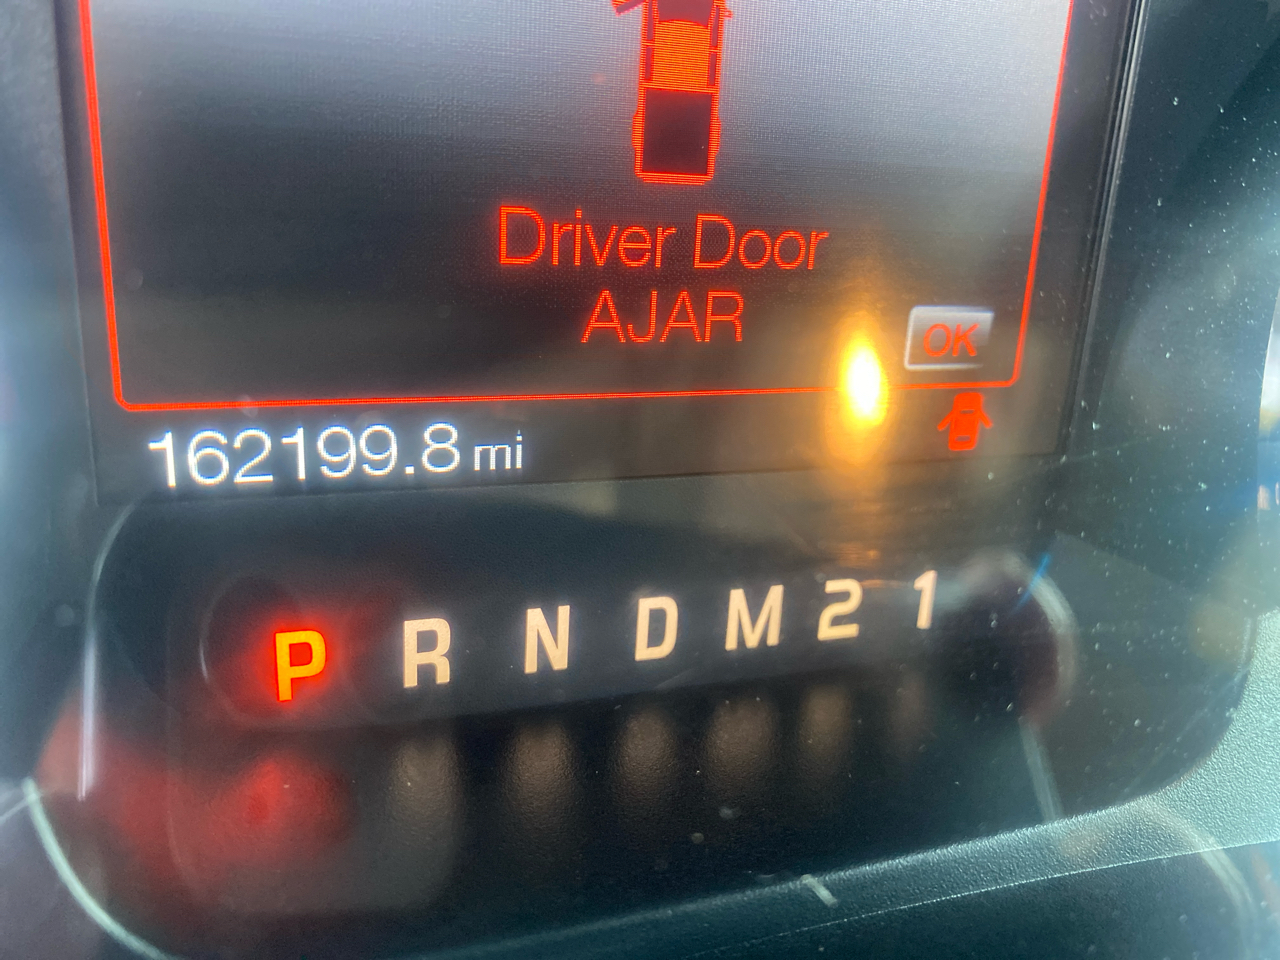 Driver Door
AJAR
OK
162199.8 mi
P R N D M 2 1